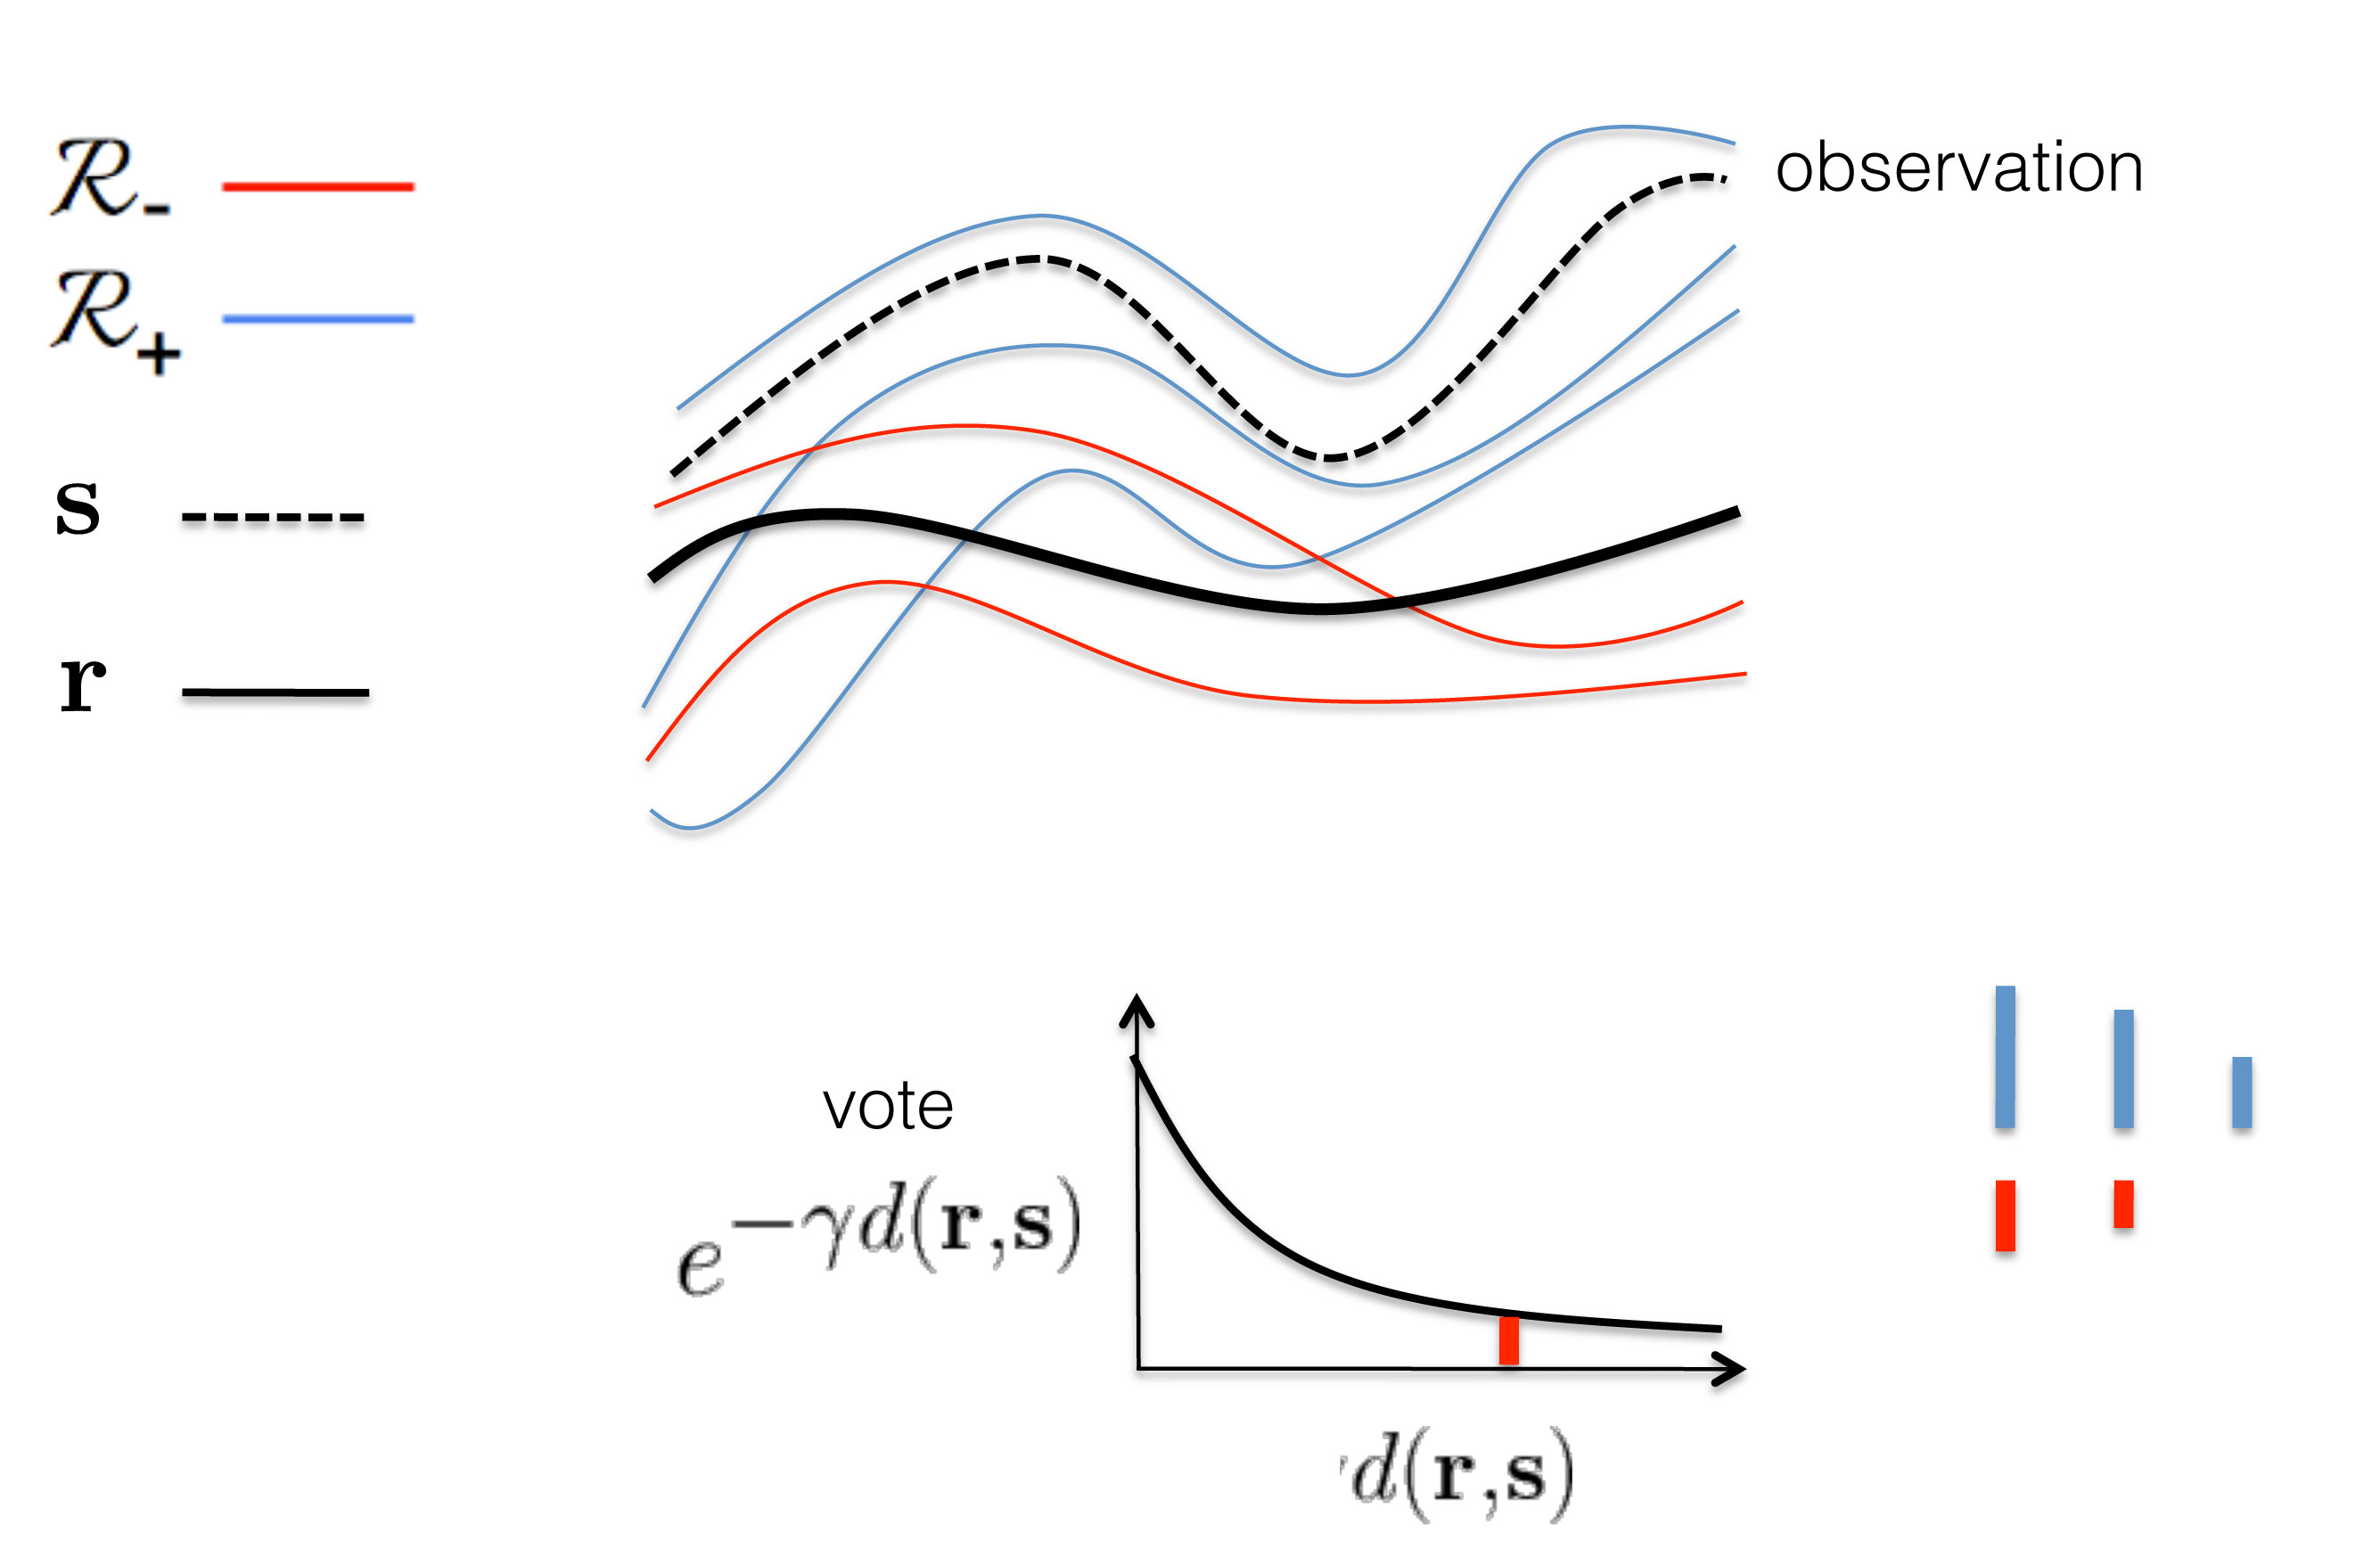 ℛ-
ℛ+
s
r
observation
vote
e^{−γd(r,s)}
d(r,s)